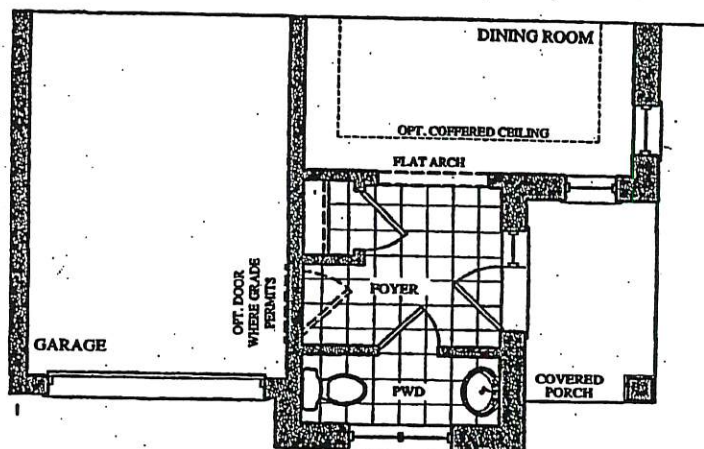 DINING ROOM
OPT. COFFERED CEILING
FLAT ARCH
OPT. DOOR
WHERE GRADE
PERMITS
FOYER
GARAGE
PWD
COVERED
PORCH